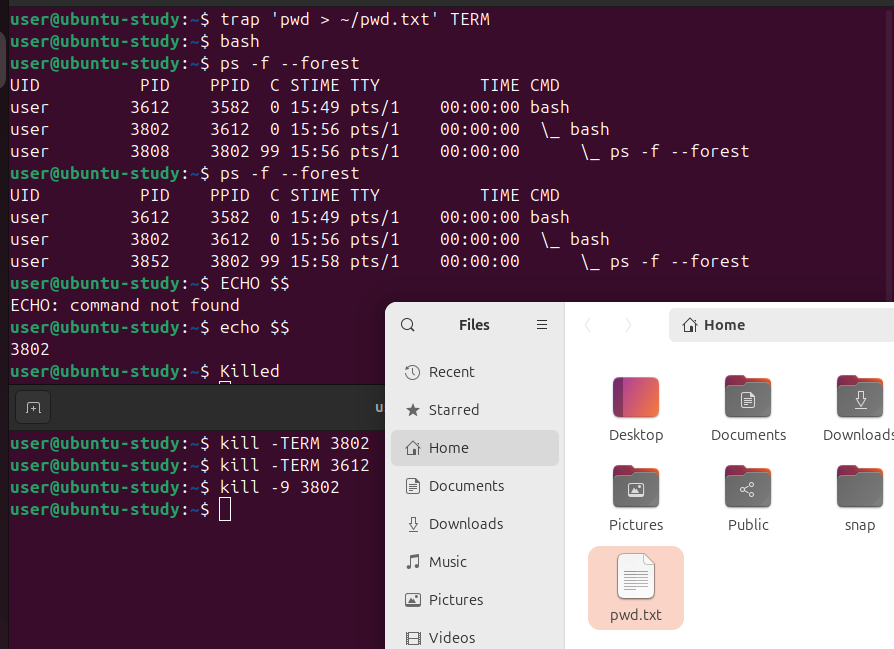 user@ubuntu-study:~$ trap 'pwd > ~/pwd.txt' TERM
user@ubuntu-study:~$ bash
user@ubuntu-study:~$ ps -f --forest
UID          PID    PPID  C STIME TTY          TIME CMD
user        3612    3582  0 15:49 pts/1    00:00:00 bash
user        3802    3612  0 15:56 pts/1    00:00:00  \_ bash
user        3808    3802 99 15:56 pts/1    00:00:00      \_ ps -f --forest
user@ubuntu-study:~$ ps -f --forest
UID          PID    PPID  C STIME TTY          TIME CMD
user        3612    3582  0 15:49 pts/1    00:00:00 bash
user        3802    3612  0 15:56 pts/1    00:00:00  \_ bash
user        3852    3802 99 15:58 pts/1    00:00:00      \_ ps -f --forest
user@ubuntu-study:~$ ECHO $$
ECHO: command not found
user@ubuntu-study:~$ echo $$
3802
user@ubuntu-study:~$ Killed
user@ubuntu-study:~$ kill -TERM 3802
user@ubuntu-study:~$ kill -TERM 3612
user@ubuntu-study:~$ kill -9 3802
user@ubuntu-study:~$
Files
Home
Recent
Starred
Home
Documents
Downloads
Music
Pictures
Videos
Desktop
Documents
Downloads
Pictures
Public
snap
pwd.txt